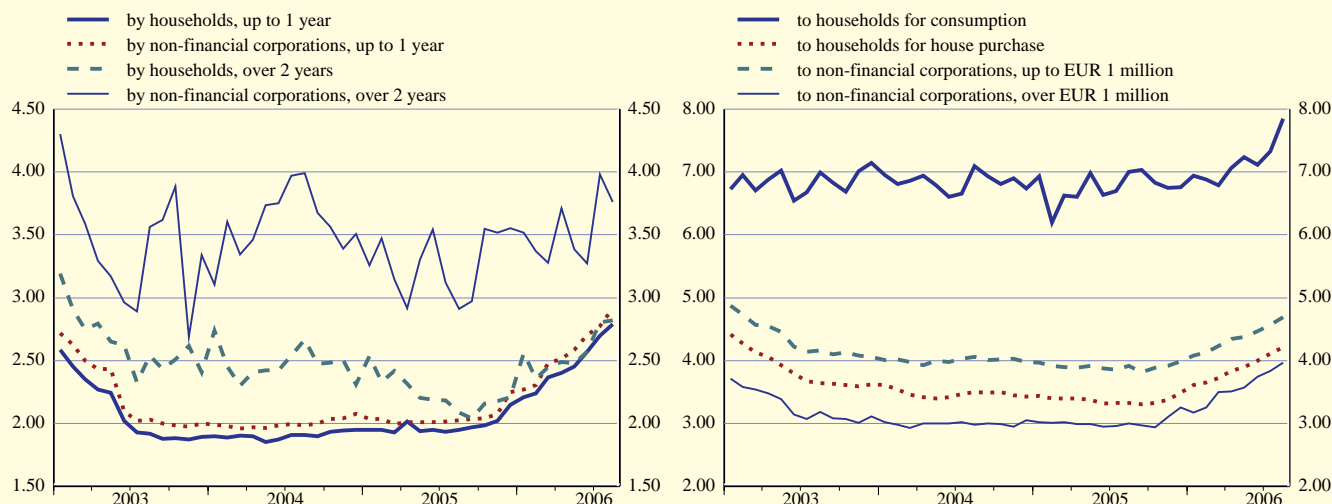 by households, up to 1 year
by non-financial corporations, up to 1 year
by households, over 2 years
by non-financial corporations, over 2 years
4.50 4.50
4.00 4.00
3.50 3.50
3.00 3.00
2.50 2.50
2.00 2.00
1.50 1.50
2003 2004 2005 2006
to households for consumption
to households for house purchase
to non-financial corporations, up to EUR 1 million
to non-financial corporations, over EUR 1 million
8.00 8.00
7.00 7.00
6.00 6.00
5.00 5.00
4.00 4.00
3.00 3.00
2.00 2.00
2003 2004 2005 2006